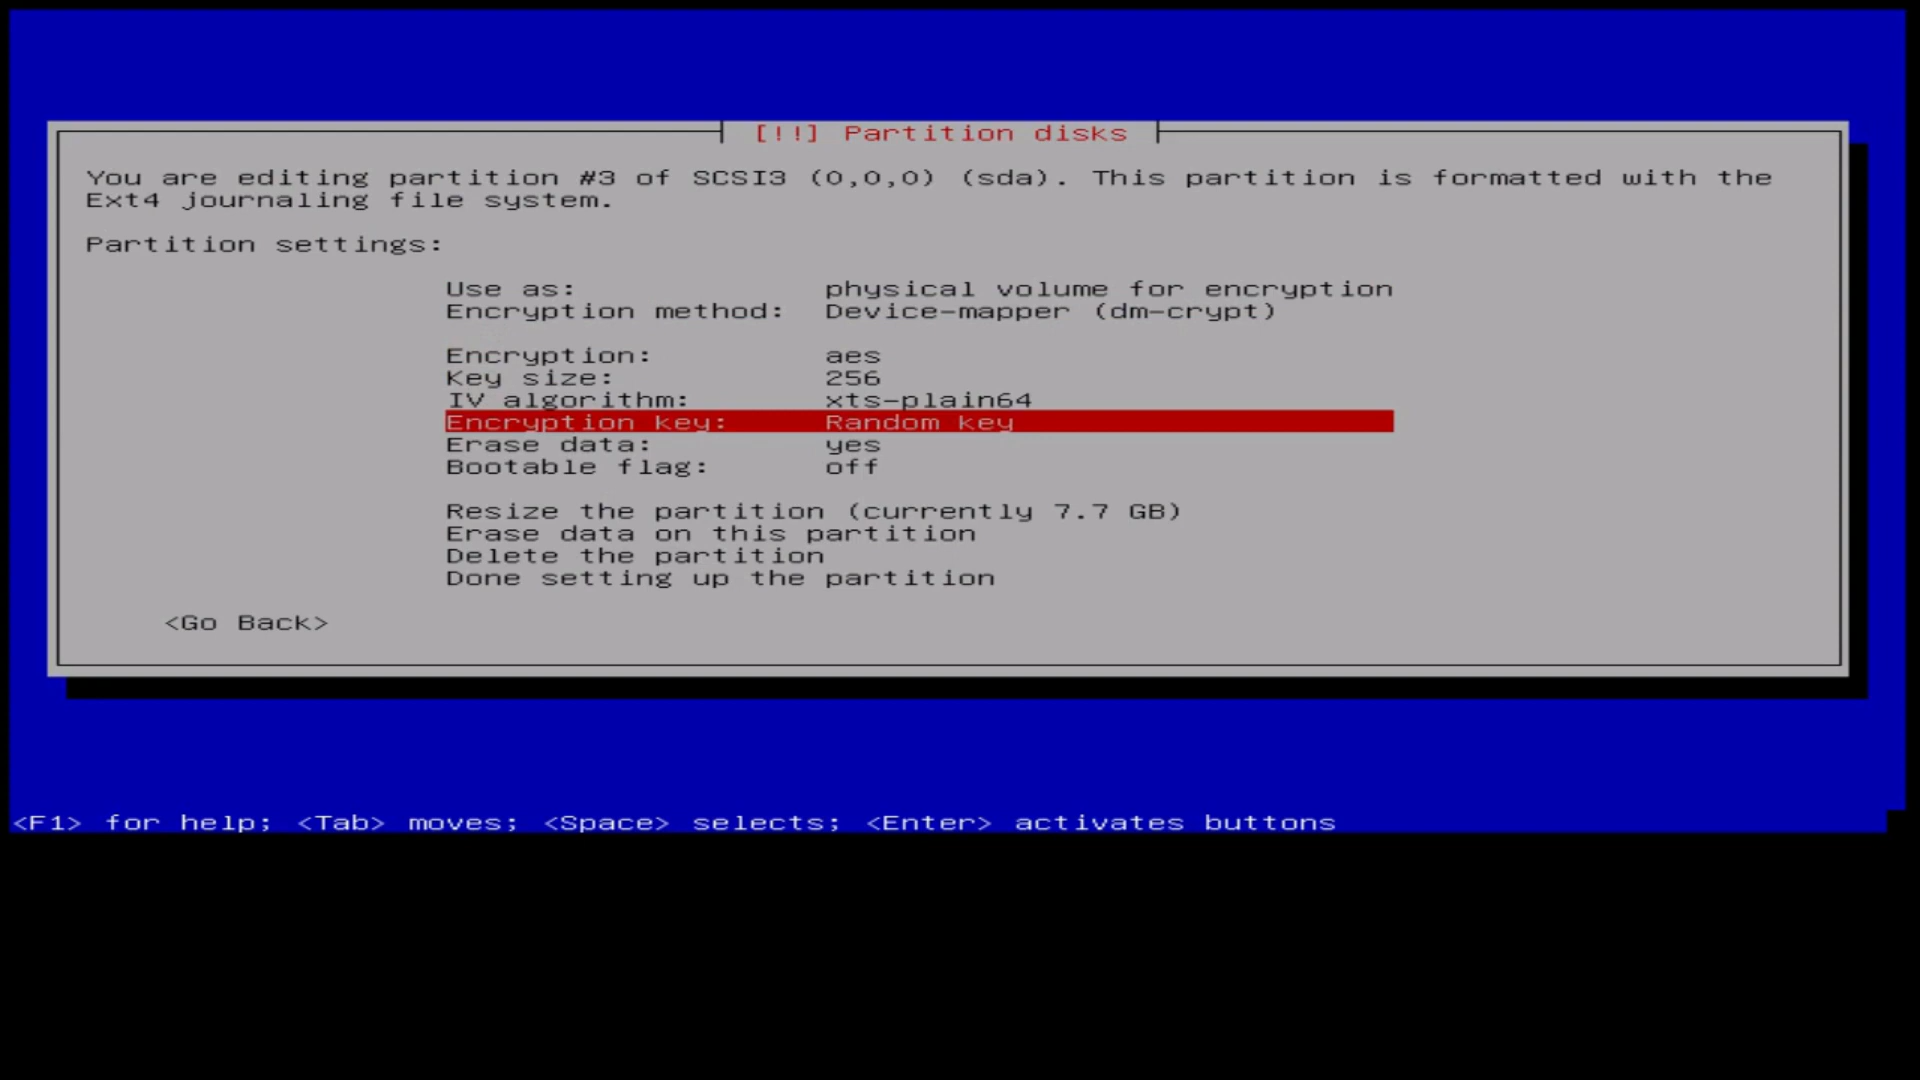 [!!] Partition disks
You are editing partition #3 of SCSI3 (0,0,0) (sda). This partition is formatted with the
Ext4 journaling file system.
Partition settings:
Use as: physical volume for encryption
Encryption method: Device-mapper (dm-crypt)
Encryption: aes
Key size: 256
IV algorithm: xts-plain64
Encryption key: Random key
Erase data: yes
Bootable flag: off
Resize the partition (currently 7.7 GB)
Erase data on this partition
Delete the partition
Done setting up the partition
<Go Back>
<F1> for help; <Tab> moves; <Space> selects; <Enter> activates buttons